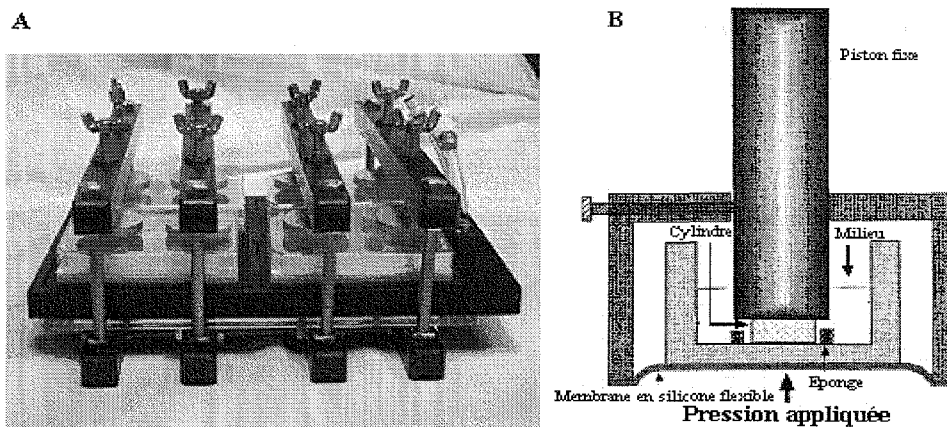 A
B
Piston fixe
Cylindre
Milieu
Eponge
Membrane en silicone flexible
Pression appliquée